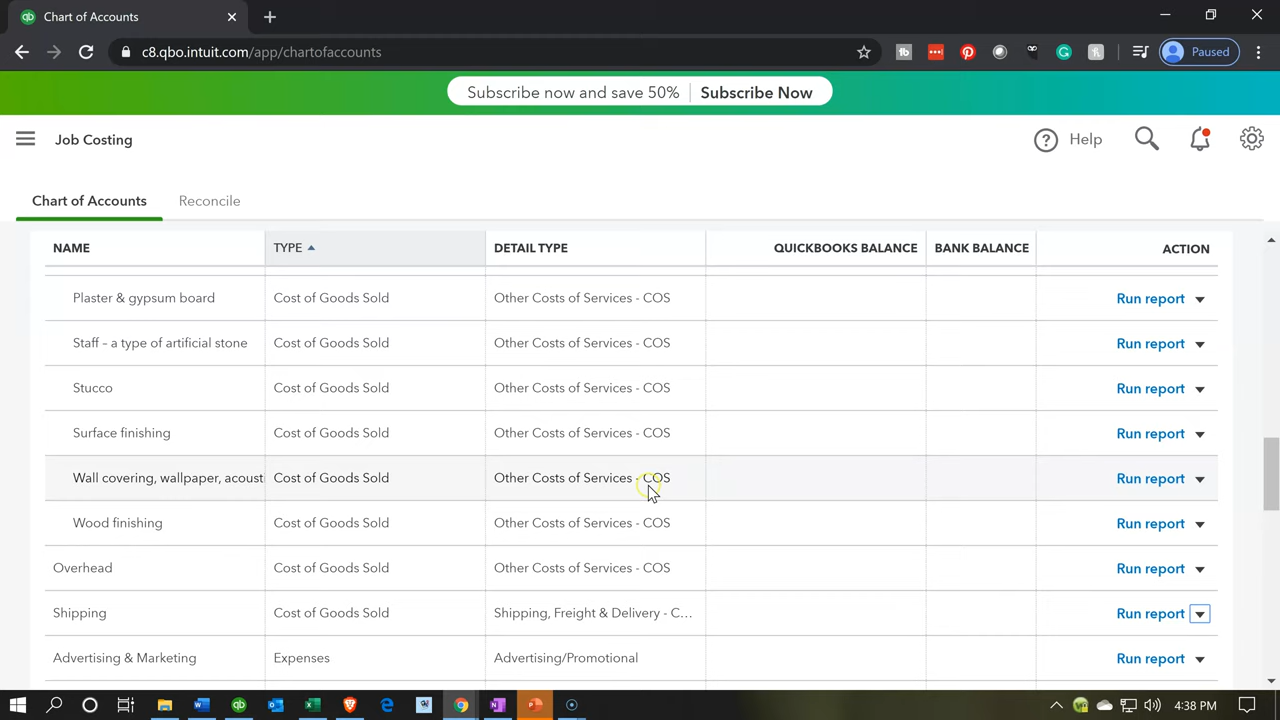 Chart of Accounts
c8.qbo.intuit.com/app/chartofaccounts
Paused
Subscribe now and save 50% Subscribe Now
Job Costing
Help
Chart of Accounts Reconcile
NAME TYPE DETAIL TYPE QUICKBOOKS BALANCE BANK BALANCE ACTION
Plaster & gypsum board Cost of Goods Sold Other Costs of Services - COS Run report
Staff – a type of artificial stone Cost of Goods Sold Other Costs of Services - COS Run report
Stucco Cost of Goods Sold Other Costs of Services - COS Run report
Surface finishing Cost of Goods Sold Other Costs of Services - COS Run report
Wall covering, wallpaper, acoust Cost of Goods Sold Other Costs of Services - COS Run report
Wood finishing Cost of Goods Sold Other Costs of Services - COS Run report
Overhead Cost of Goods Sold Other Costs of Services - COS Run report
Shipping Cost of Goods Sold Shipping, Freight & Delivery - C... Run report
Advertising & Marketing Expenses Advertising/Promotional Run report
4:38 PM